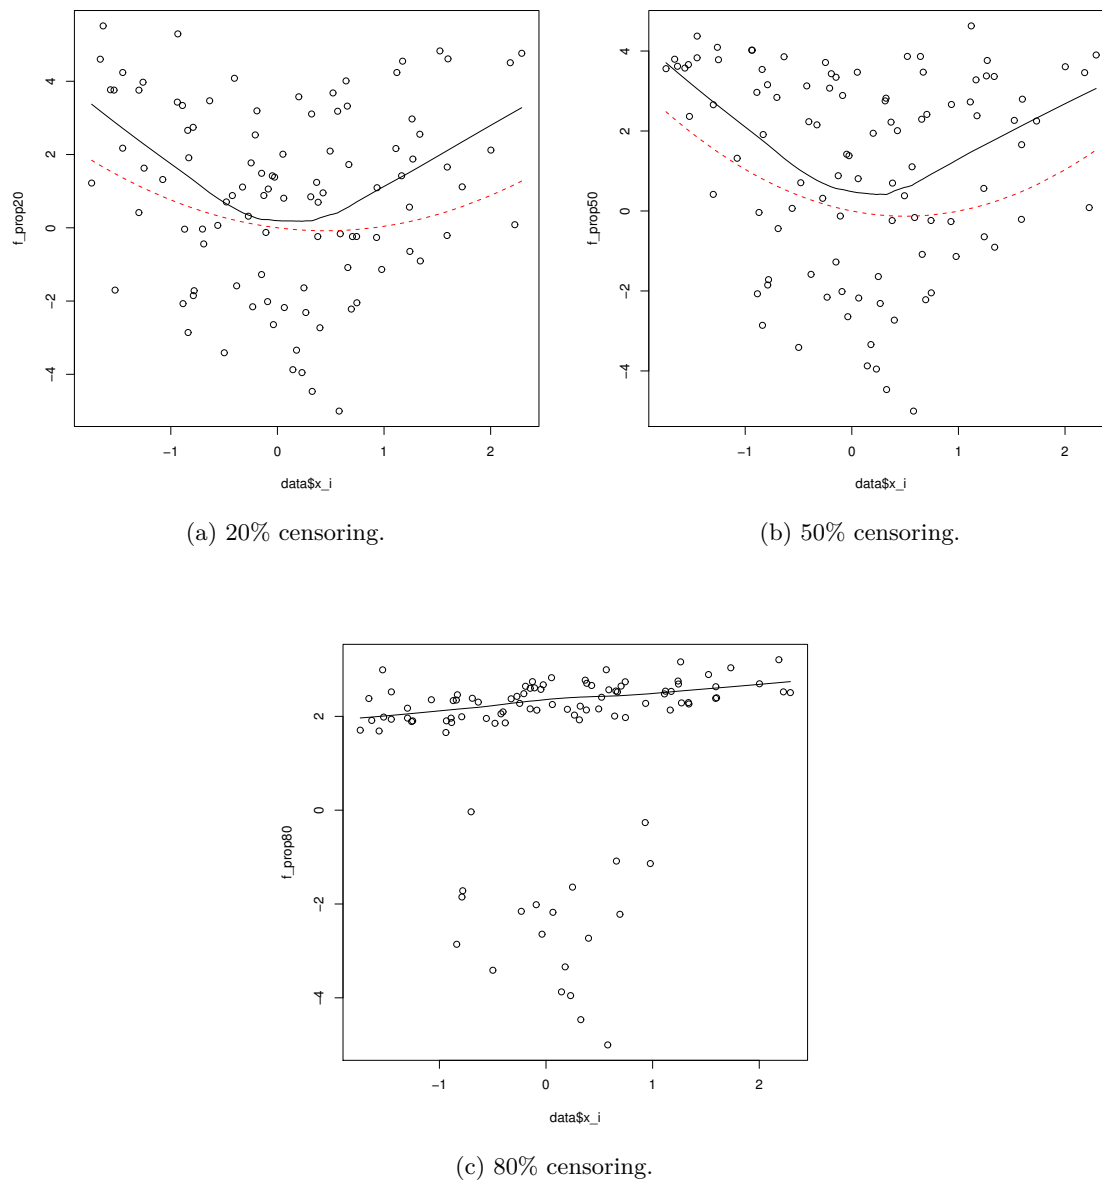 f_prop20
4
2
0
−2
−4
−1
0
1
2
data$x_i
(a) 20% censoring.
f_prop50
4
2
0
−2
−4
−1
0
1
2
data$x_i
(b) 50% censoring.
f_prop80
2
0
−2
−4
−1
0
1
2
data$x_i
(c) 80% censoring.